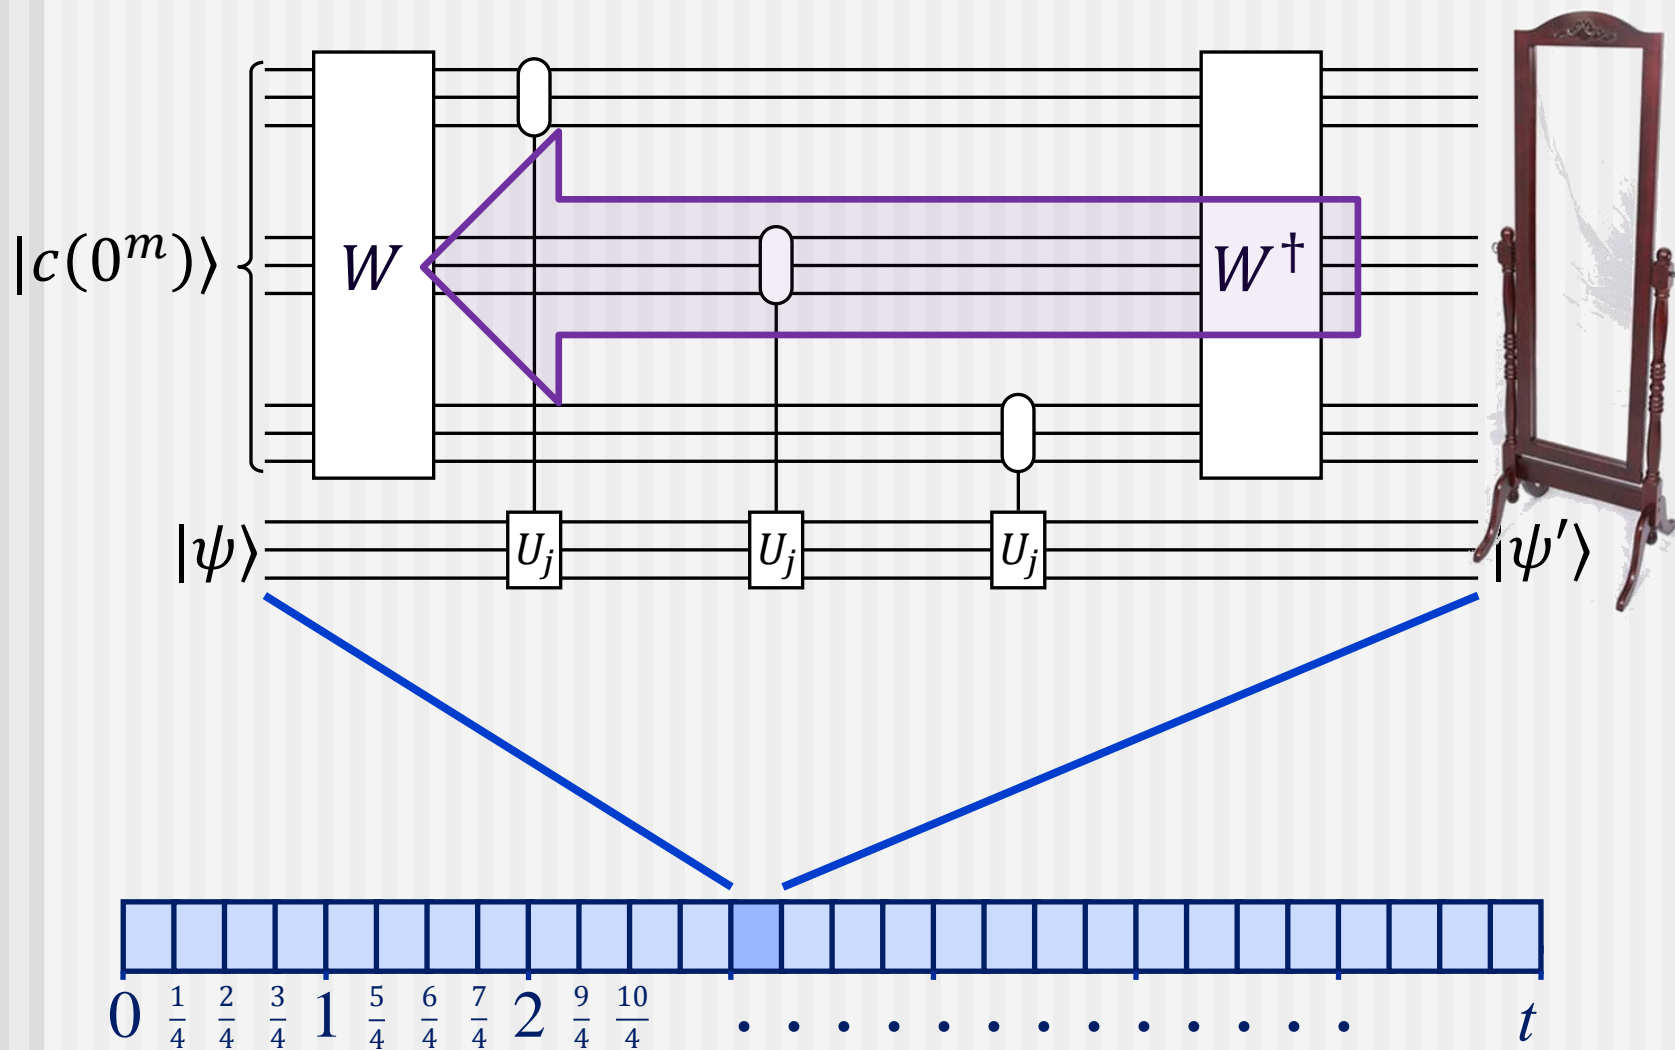 |c(0^m)⟩
W
W†
|ψ⟩
U_j
U_j
U_j
|ψ′⟩
0 1/4 2/4 3/4 1 5/4 6/4 7/4 2 9/4 10/4 . . . . . . . . . . . . . t